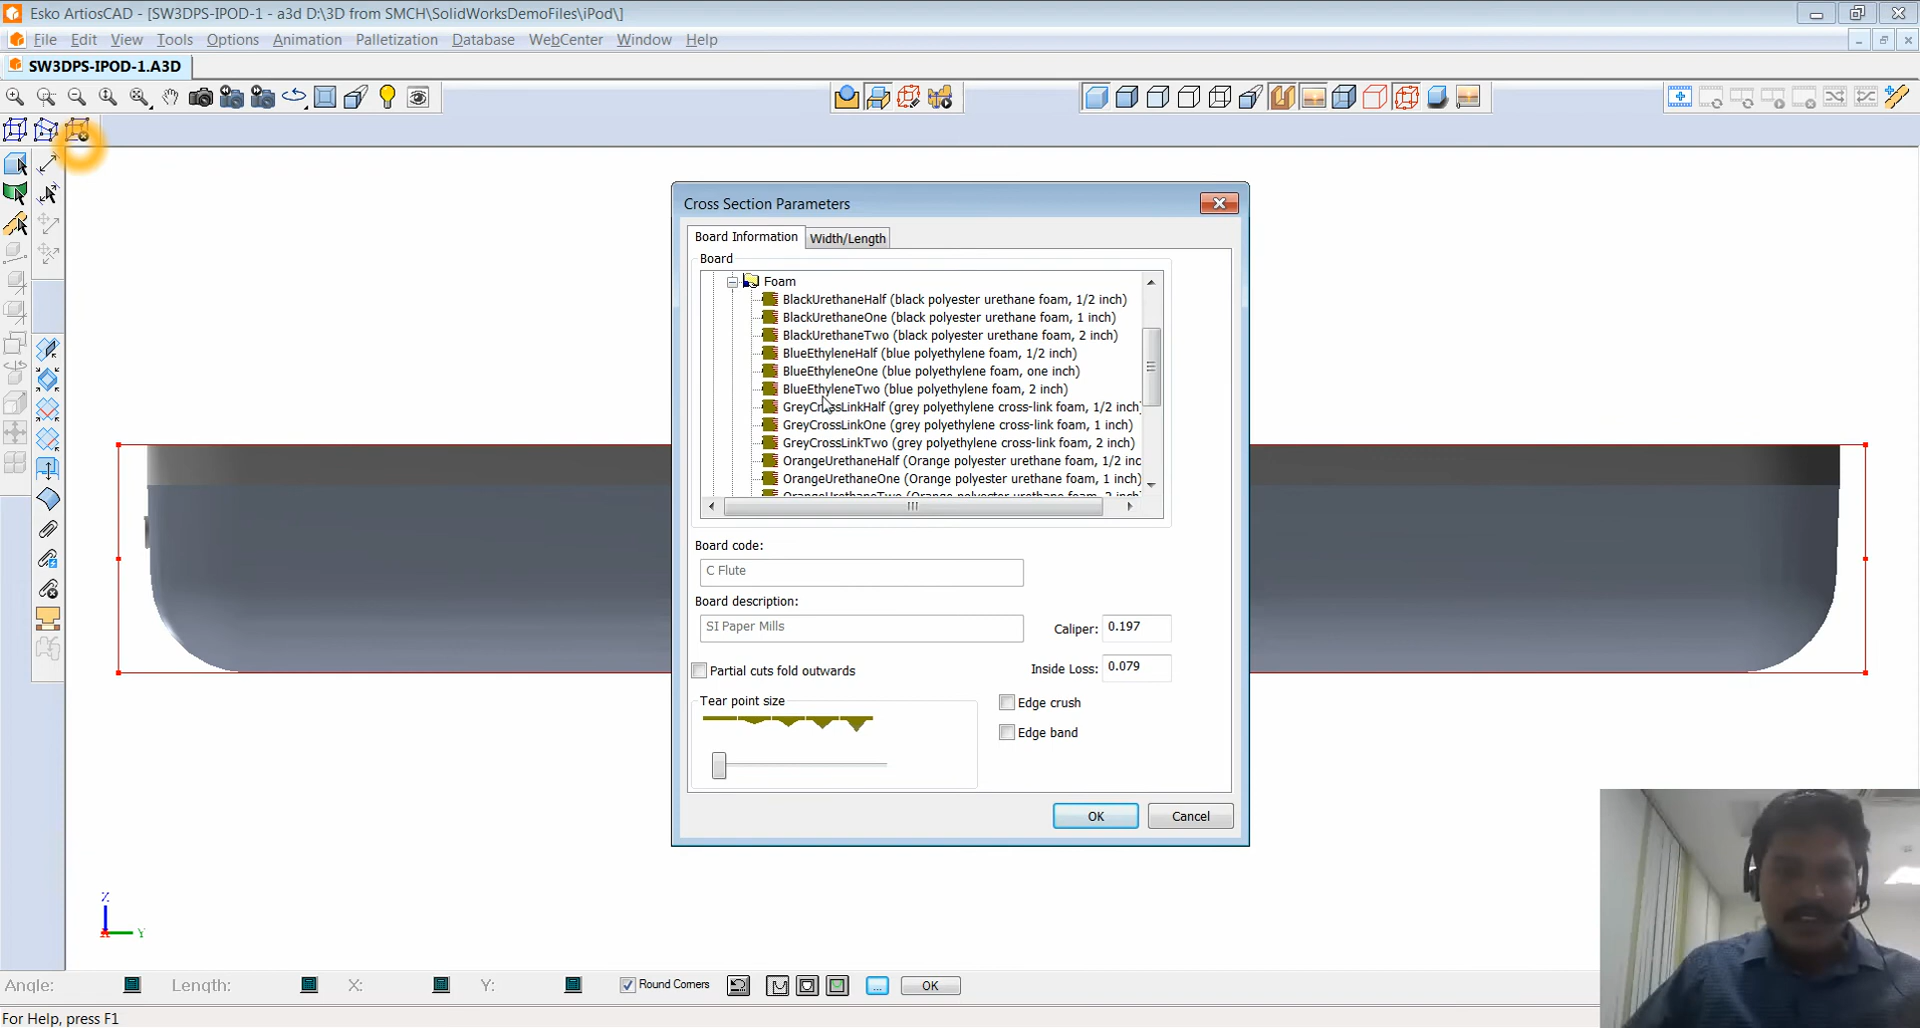 Esko ArtiosCAD - [SW3DPS-IPOD-1 - a3d D:\3D from SMCH\SolidWorksDemoFiles\iPod\]
File Edit View Tools Options Animation Palletization Database WebCenter Window Help
SW3DPS-IPOD-1.A3D
Cross Section Parameters
Board Information Width/Length
Board
Foam
BlackUrethaneHalf (black polyester urethane foam, 1/2 inch)
BlackUrethaneOne (black polyester urethane foam, 1 inch)
BlackUrethaneTwo (black polyester urethane foam, 2 inch)
BlueEthyleneHalf (blue polyethylene foam, 1/2 inch)
BlueEthyleneOne (blue polyethylene foam, one inch)
BlueEthyleneTwo (blue polyethylene foam, 2 inch)
GreyCrossLinkHalf (grey polyethylene cross-link foam, 1/2 inch)
GreyCrossLinkOne (grey polyethylene cross-link foam, 1 inch)
GreyCrossLinkTwo (grey polyethylene cross-link foam, 2 inch)
OrangeUrethaneHalf (Orange polyester urethane foam, 1/2 inc
OrangeUrethaneOne (Orange polyester urethane foam, 1 inch)
OrangeUrethaneTwo (Orange polyester urethane foam, 2 inch)
Board code:
C Flute
Board description:
SI Paper Mills
Caliper: 0.197
Partial cuts fold outwards
Inside Loss: 0.079
Tear point size
Edge crush
Edge band
OK Cancel
Z
X Y
Angle: Length: X: Y: Round Corners ... OK
For Help, press F1